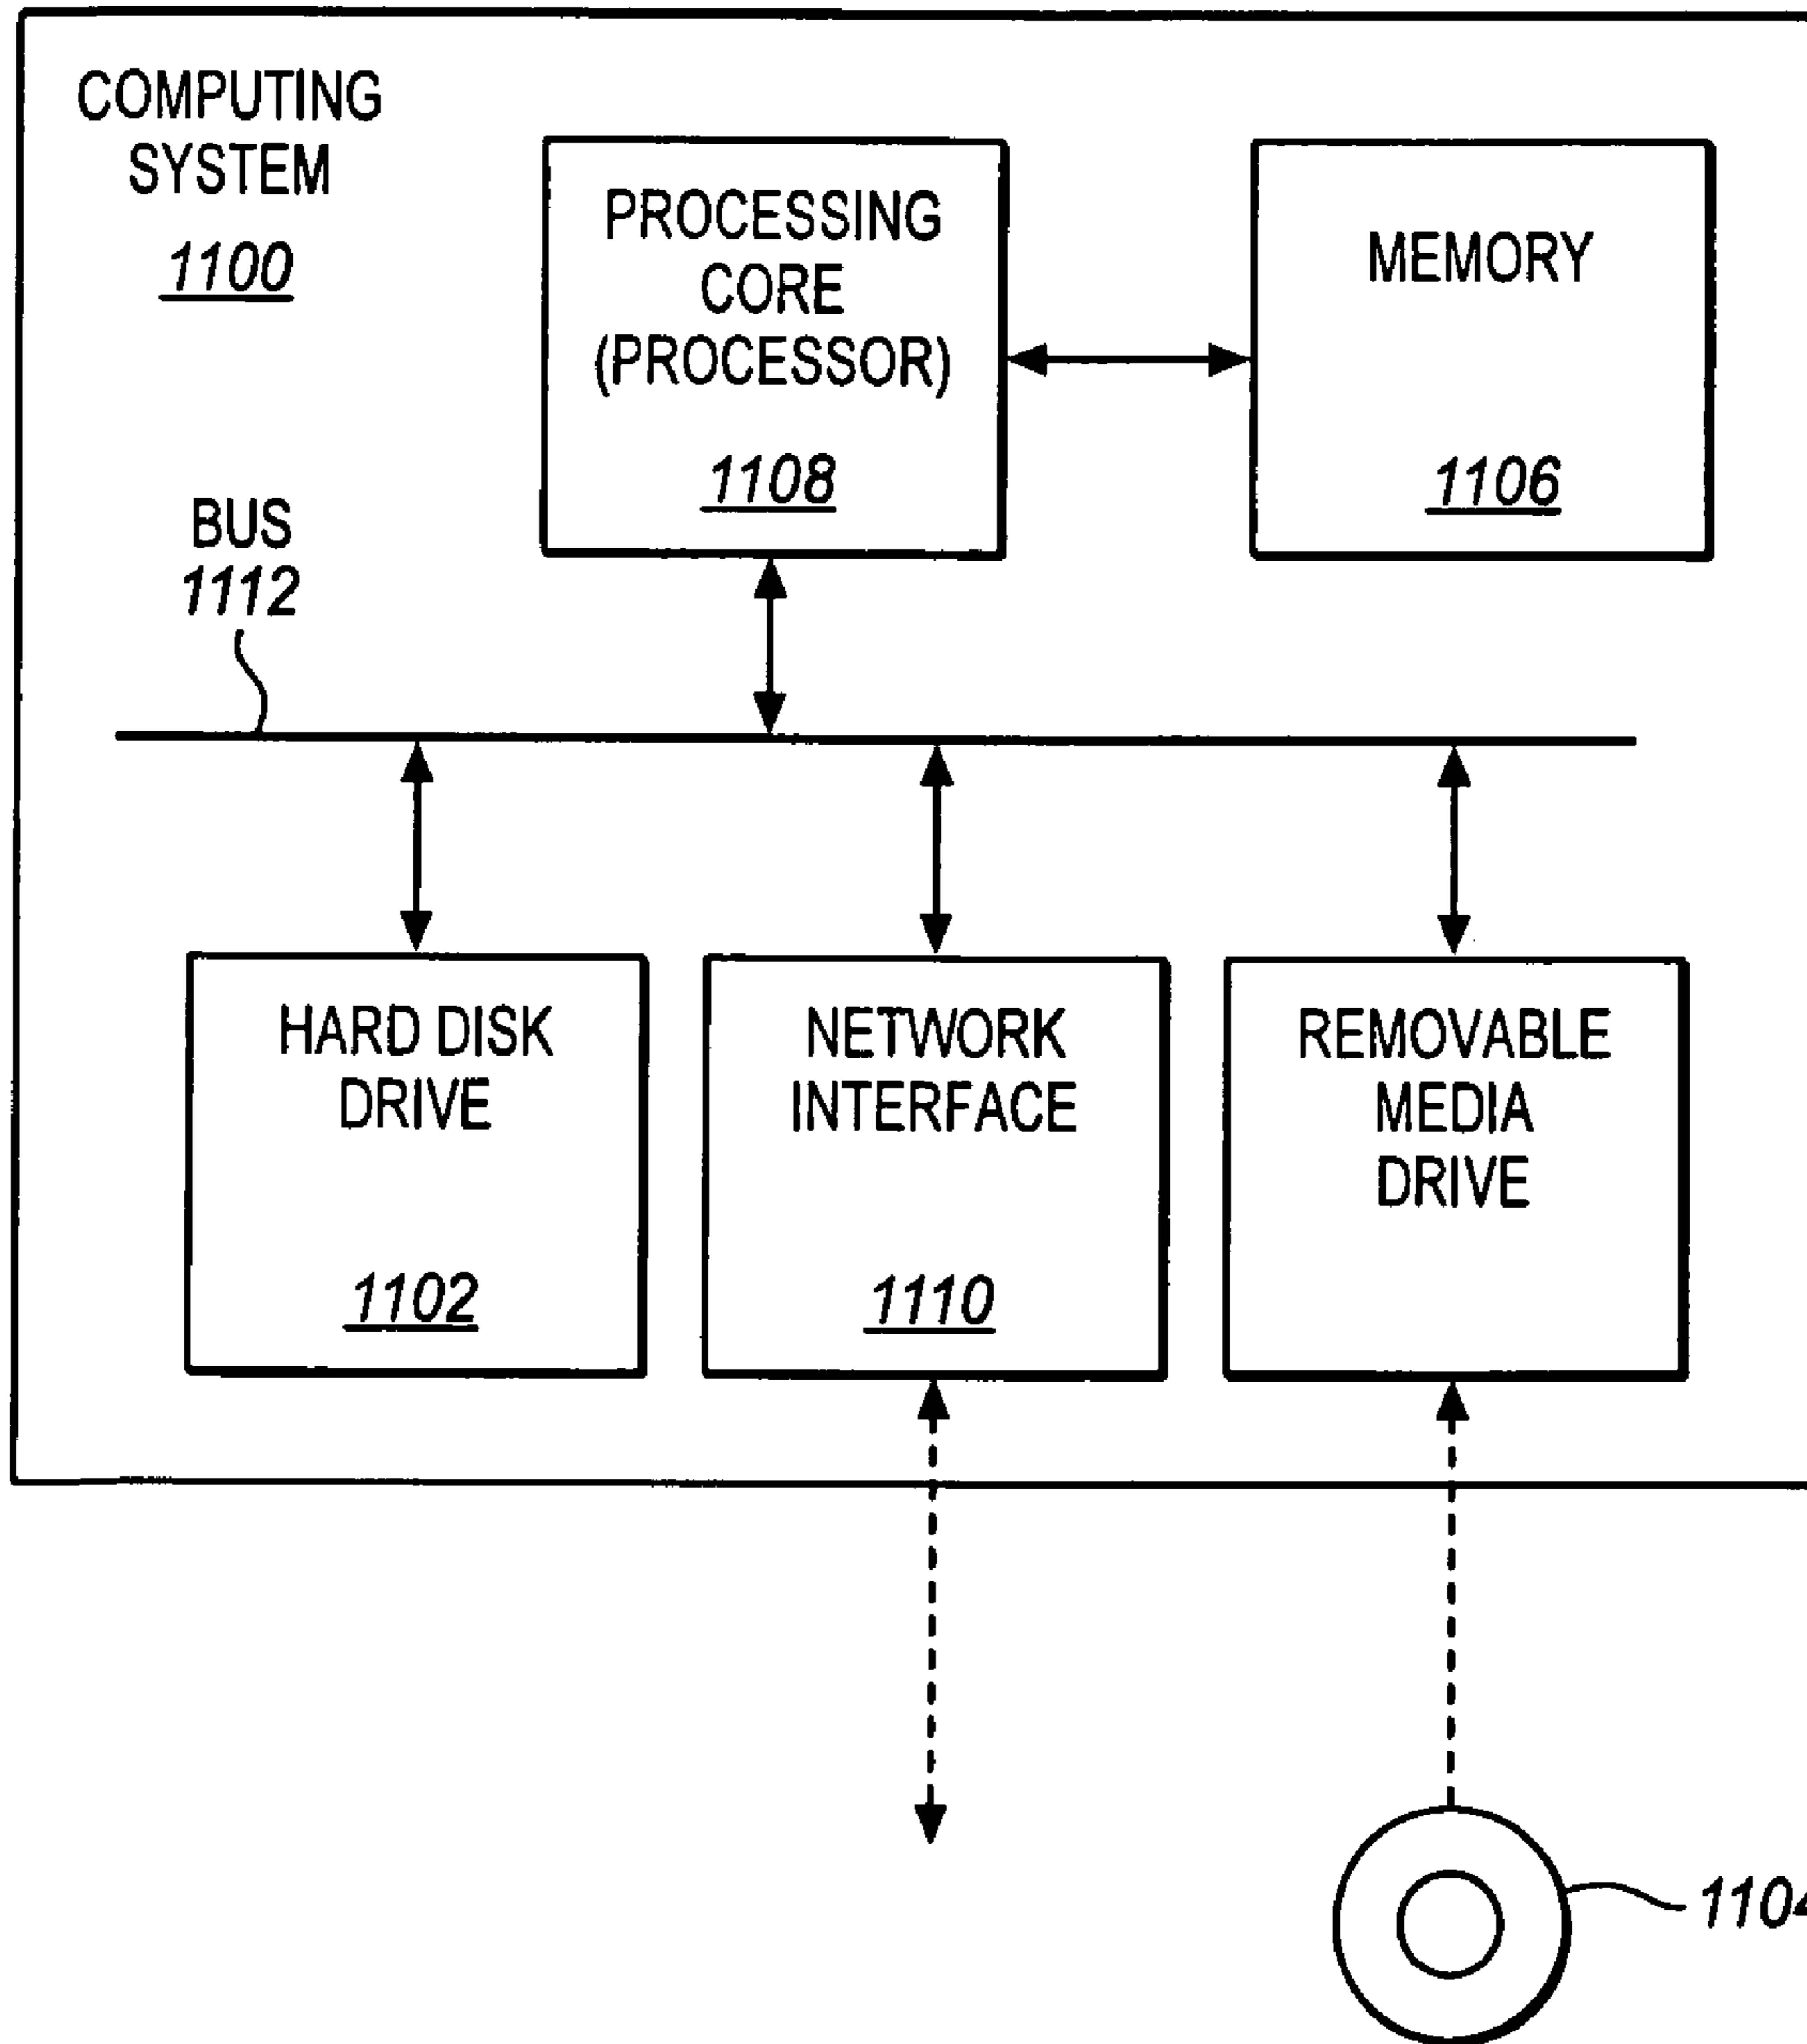 COMPUTING
SYSTEM
1100
PROCESSING
CORE
(PROCESSOR)
1108
MEMORY
1106
BUS
1112
HARD DISK
DRIVE
1102
NETWORK
INTERFACE
1110
REMOVABLE
MEDIA
DRIVE
1104